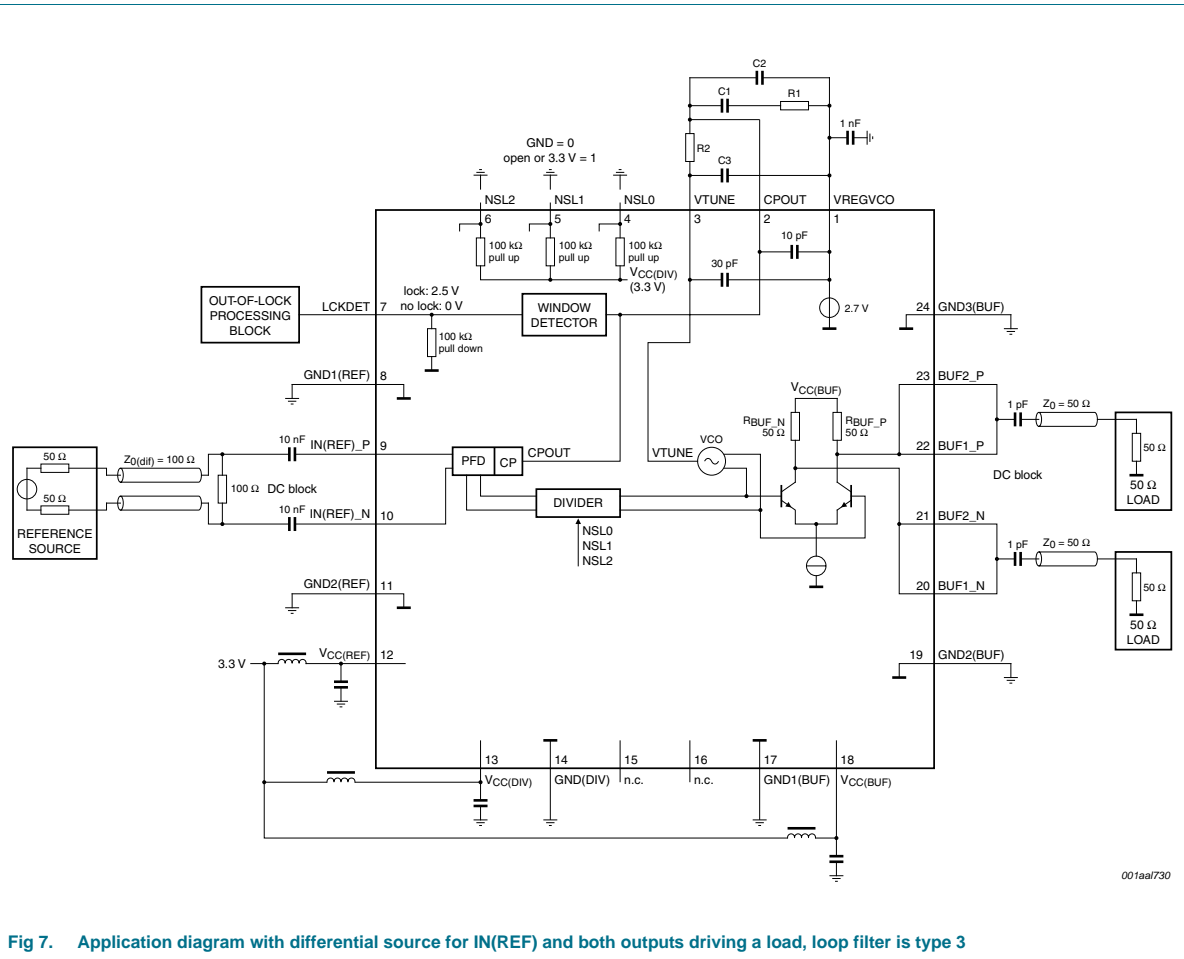 C2
C1
R1
1 nF
GND = 0
open or 3.3 V = 1
R2
C3
NSL2
NSL1
NSL0
VTUNE
CPOUT
VREGVCO
6
5
4
3
2
1
100 kΩ
pull up
100 kΩ
pull up
100 kΩ
pull up
10 pF
30 pF
VCC(DIV)
(3.3 V)
2.7 V
OUT-OF-LOCK
PROCESSING
BLOCK
LCKDET
7
lock: 2.5 V
no lock: 0 V
WINDOW
DETECTOR
100 kΩ
pull down
24
GND3(BUF)
GND1(REF)
8
23
BUF2_P
VCC(BUF)
RBUF_N
50 Ω
RBUF_P
50 Ω
1 pF
Z0 = 50 Ω
50 Ω
50 Ω
LOAD
22
BUF1_P
DC block
10 nF
IN(REF)_P
9
PFD
CP
CPOUT
VTUNE
VCO
50 Ω
Z0(dif) = 100 Ω
100 Ω
DC block
50 Ω
10 nF
IN(REF)_N
10
REFERENCE
SOURCE
DIVIDER
NSL0
NSL1
NSL2
21
BUF2_N
1 pF
Z0 = 50 Ω
50 Ω
50 Ω
LOAD
20
BUF1_N
GND2(REF)
11
3.3 V
VCC(REF)
12
19
GND2(BUF)
13
14
15
16
17
18
VCC(DIV)
GND(DIV)
n.c.
n.c.
GND1(BUF)
VCC(BUF)
001aal730
Fig 7. Application diagram with differential source for IN(REF) and both outputs driving a load, loop filter is type 3